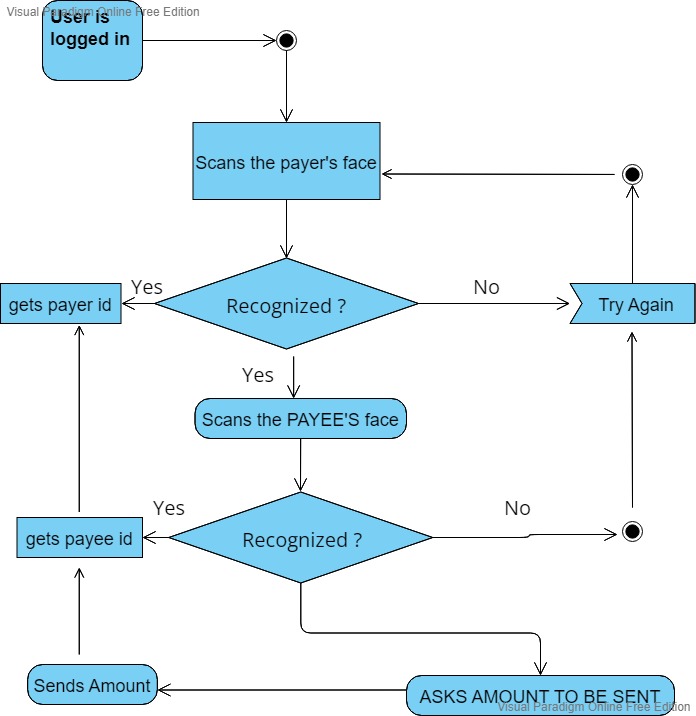 Visual Paradigm Online Free Edition
User is
logged in
Scans the payer's face
Yes
No
gets payer id
Recognized ?
Try Again
Yes
Scans the PAYEE'S face
Yes
No
gets payee id
Recognized ?
Sends Amount
ASKS AMOUNT TO BE SENT
Visual Paradigm Online Free Edition